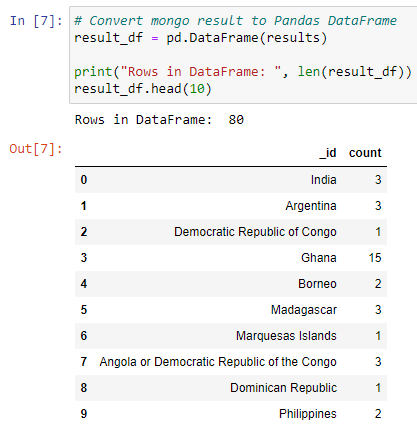 In [7]: # Convert mongo result to Pandas DataFrame
result_df = pd.DataFrame(results)
print("Rows in DataFrame: ", len(result_df))
result_df.head(10)
Rows in DataFrame:  80
Out[7]:
_id count
0 India 3
1 Argentina 3
2 Democratic Republic of Congo 1
3 Ghana 15
4 Borneo 2
5 Madagascar 3
6 Marquesas Islands 1
7 Angola or Democratic Republic of the Congo 3
8 Dominican Republic 1
9 Philippines 2